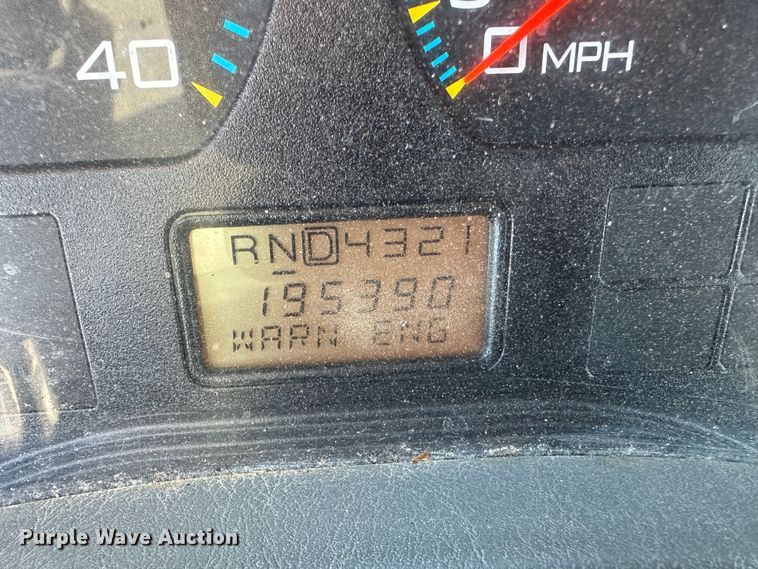 40
0 MPH
RND4321
195390
WARN ENG
Purple Wave Auction